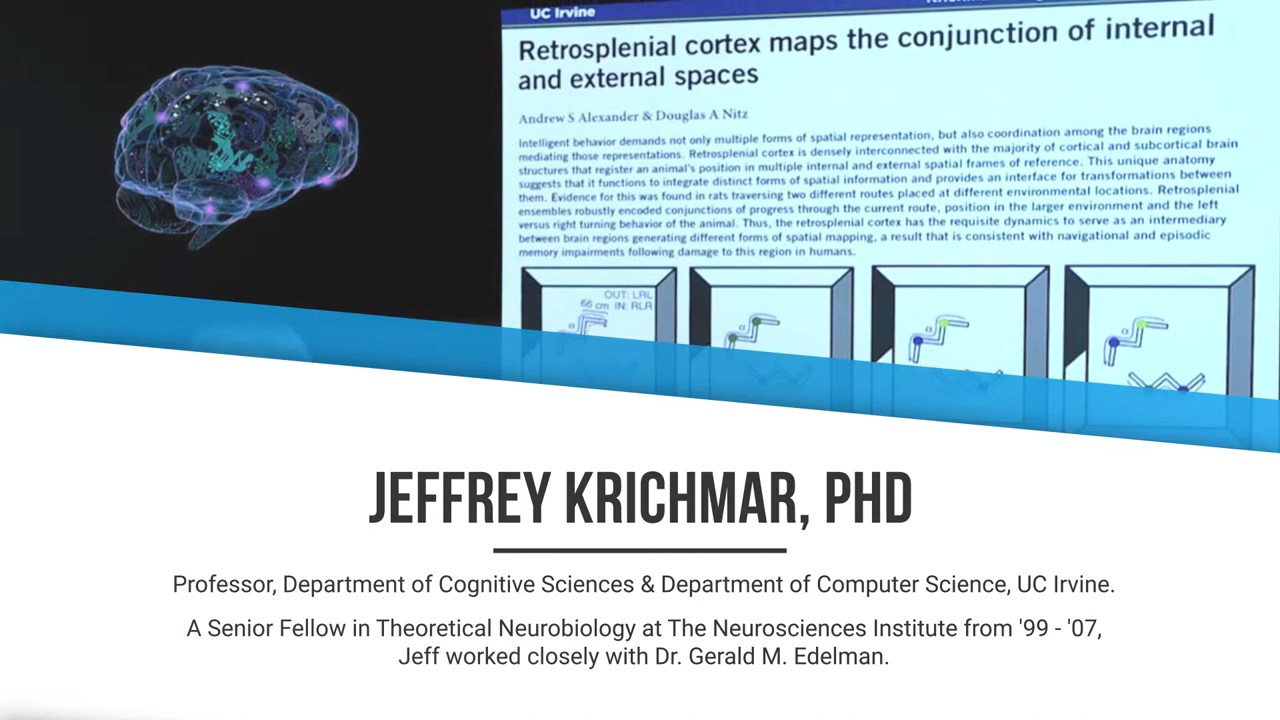 UC Irvine
Retrosplenial cortex maps the conjunction of internal
and external spaces
Andrew S Alexander & Douglas A Nitz
Intelligent behavior demands not only multiple forms of spatial representation, but also coordination among the brain regions
mediating those representations. Retrosplenial cortex is densely interconnected with the majority of cortical and subcortical brain
structures that register an animal's position in multiple internal and external spatial frames of reference. This unique anatomy
suggests that it functions to integrate distinct forms of spatial information and provides an interface for transformations between
them. Evidence for this was found in rats traversing two different routes placed at different environmental locations. Retrosplenial
ensembles robustly encoded conjunctions of progress through the current route, position in the larger environment and the left
versus right turning behavior of the animal. Thus, the retrosplenial cortex has the requisite dynamics to serve as an intermediary
between brain regions generating different forms of spatial mapping, a result that is consistent with navigational and episodic
memory impairments following damage to this region in humans.
OUT: LRL
66 cm IN: RLR
α
α
α
α
JEFFREY KRICHMAR, PHD
Professor, Department of Cognitive Sciences & Department of Computer Science, UC Irvine.
A Senior Fellow in Theoretical Neurobiology at The Neurosciences Institute from '99 - '07,
Jeff worked closely with Dr. Gerald M. Edelman.